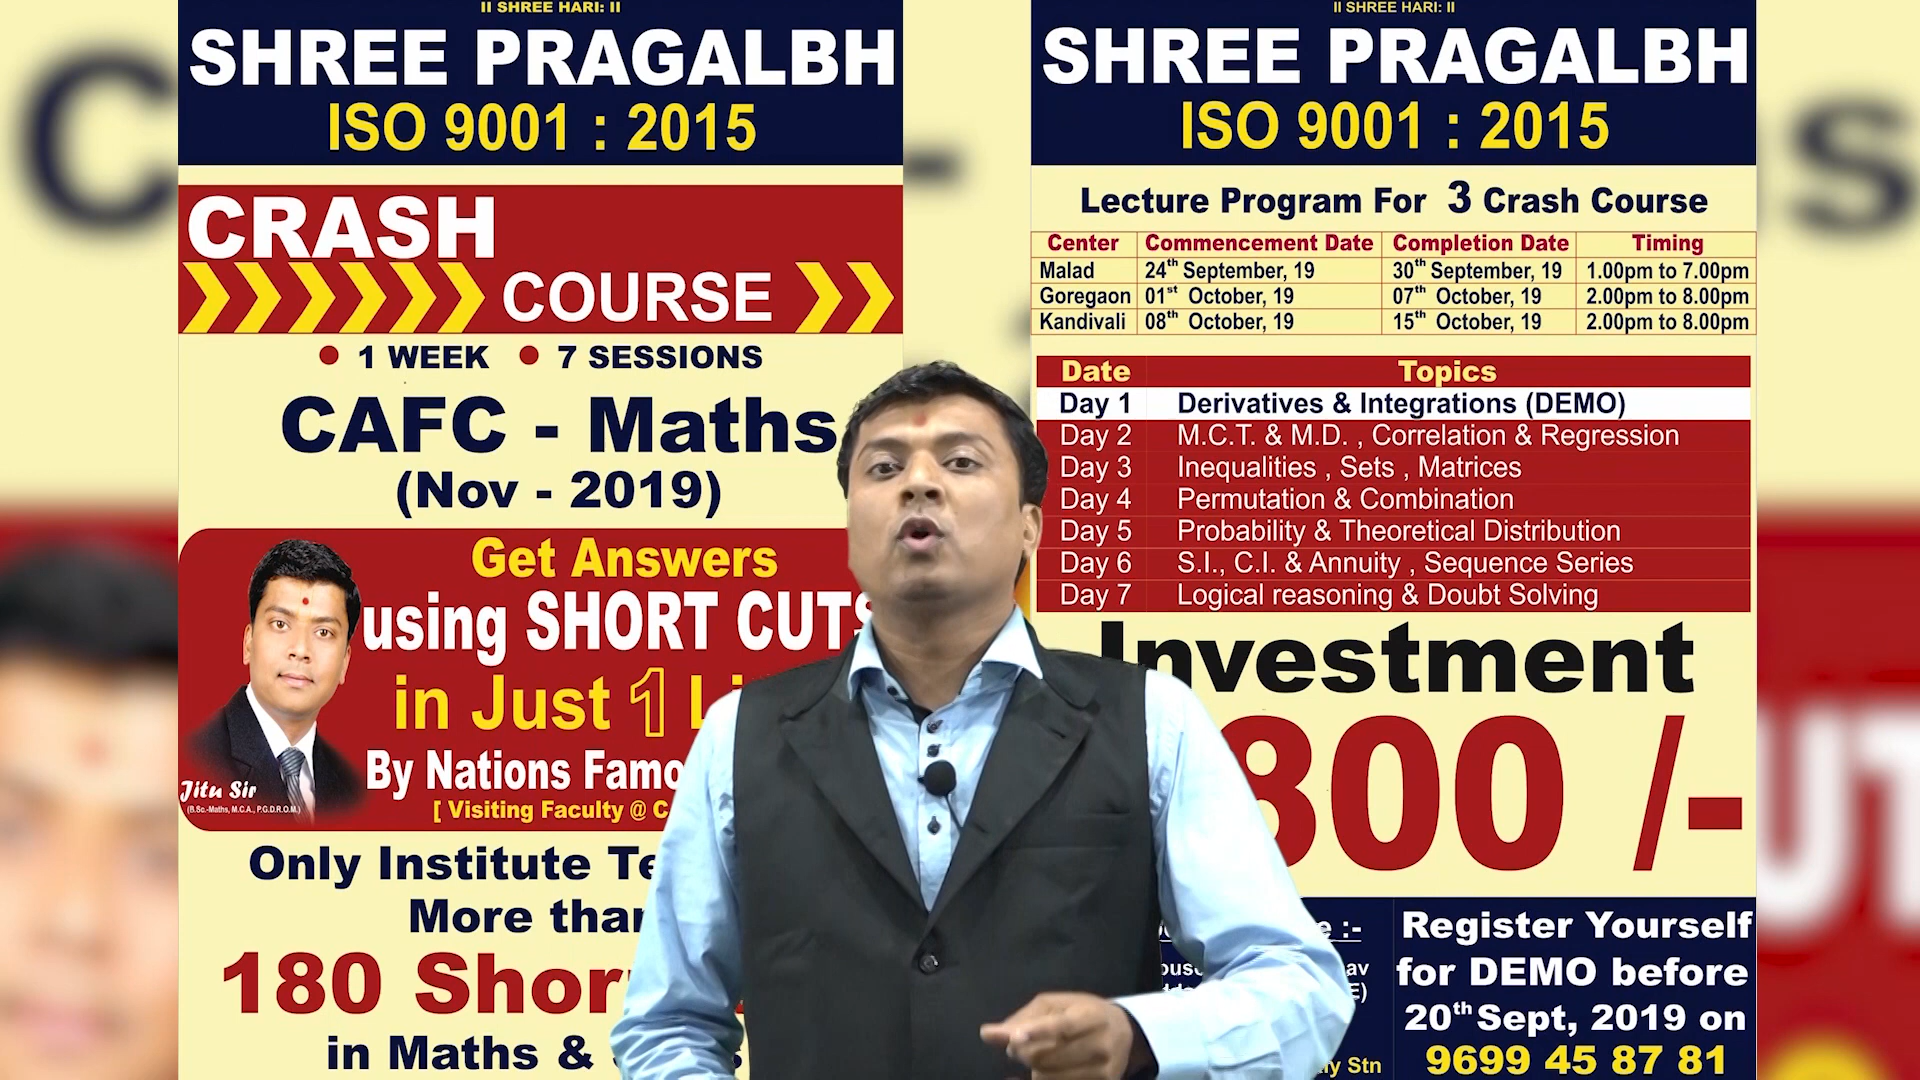 II SHREE HARI: II
SHREE PRAGALBH
ISO 9001 : 2015
CRASH
COURSE
• 1 WEEK • 7 SESSIONS
CAFC - Maths
(Nov - 2019)
Get Answers
using SHORT CUTS
in Just 1
By Nations
Jitu Sir
(B.Sc.-Maths, M.C.A., P.G.D.R.O.M.)
[ Visiting Faculty @
Only Institute
More
180
in Maths &
II SHREE HARI: II
SHREE PRAGALBH
ISO 9001 : 2015
Lecture Program For 3 Crash Course
Center Commencement Date Completion Date Timing
Malad 24th September, 19 30th September, 19 1.00pm to 7.00pm
Goregaon 01st October, 19 07th October, 19 2.00pm to 8.00pm
Kandivali 08th October, 19 15th October, 19 2.00pm to 8.00pm
Date Topics
Day 1 Derivatives & Integrations (DEMO)
Day 2 M.C.T. & M.D. , Correlation & Regression
Day 3 Inequalities , Sets , Matrices
Day 4 Permutation & Combination
Day 5 Probability & Theoretical Distribution
Day 6 S.I., C.I. & Annuity , Sequence Series
Day 7 Logical reasoning & Doubt Solving
Investment
800 /-
Stn
Register Yourself
for DEMO before
20th Sept, 2019 on
9699 45 87 81